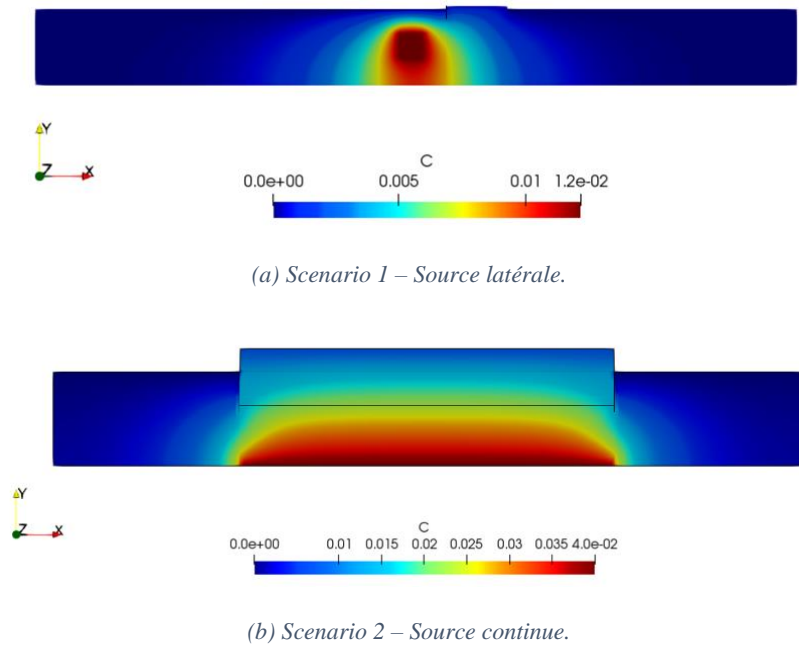 Y
Z X
C
0.0e+00 0.005 0.01 1.2e-02
(a) Scenario 1 – Source latérale.
Y
Z X
C
0.0e+00 0.01 0.015 0.02 0.025 0.03 0.035 4.0e-02
(b) Scenario 2 – Source continue.